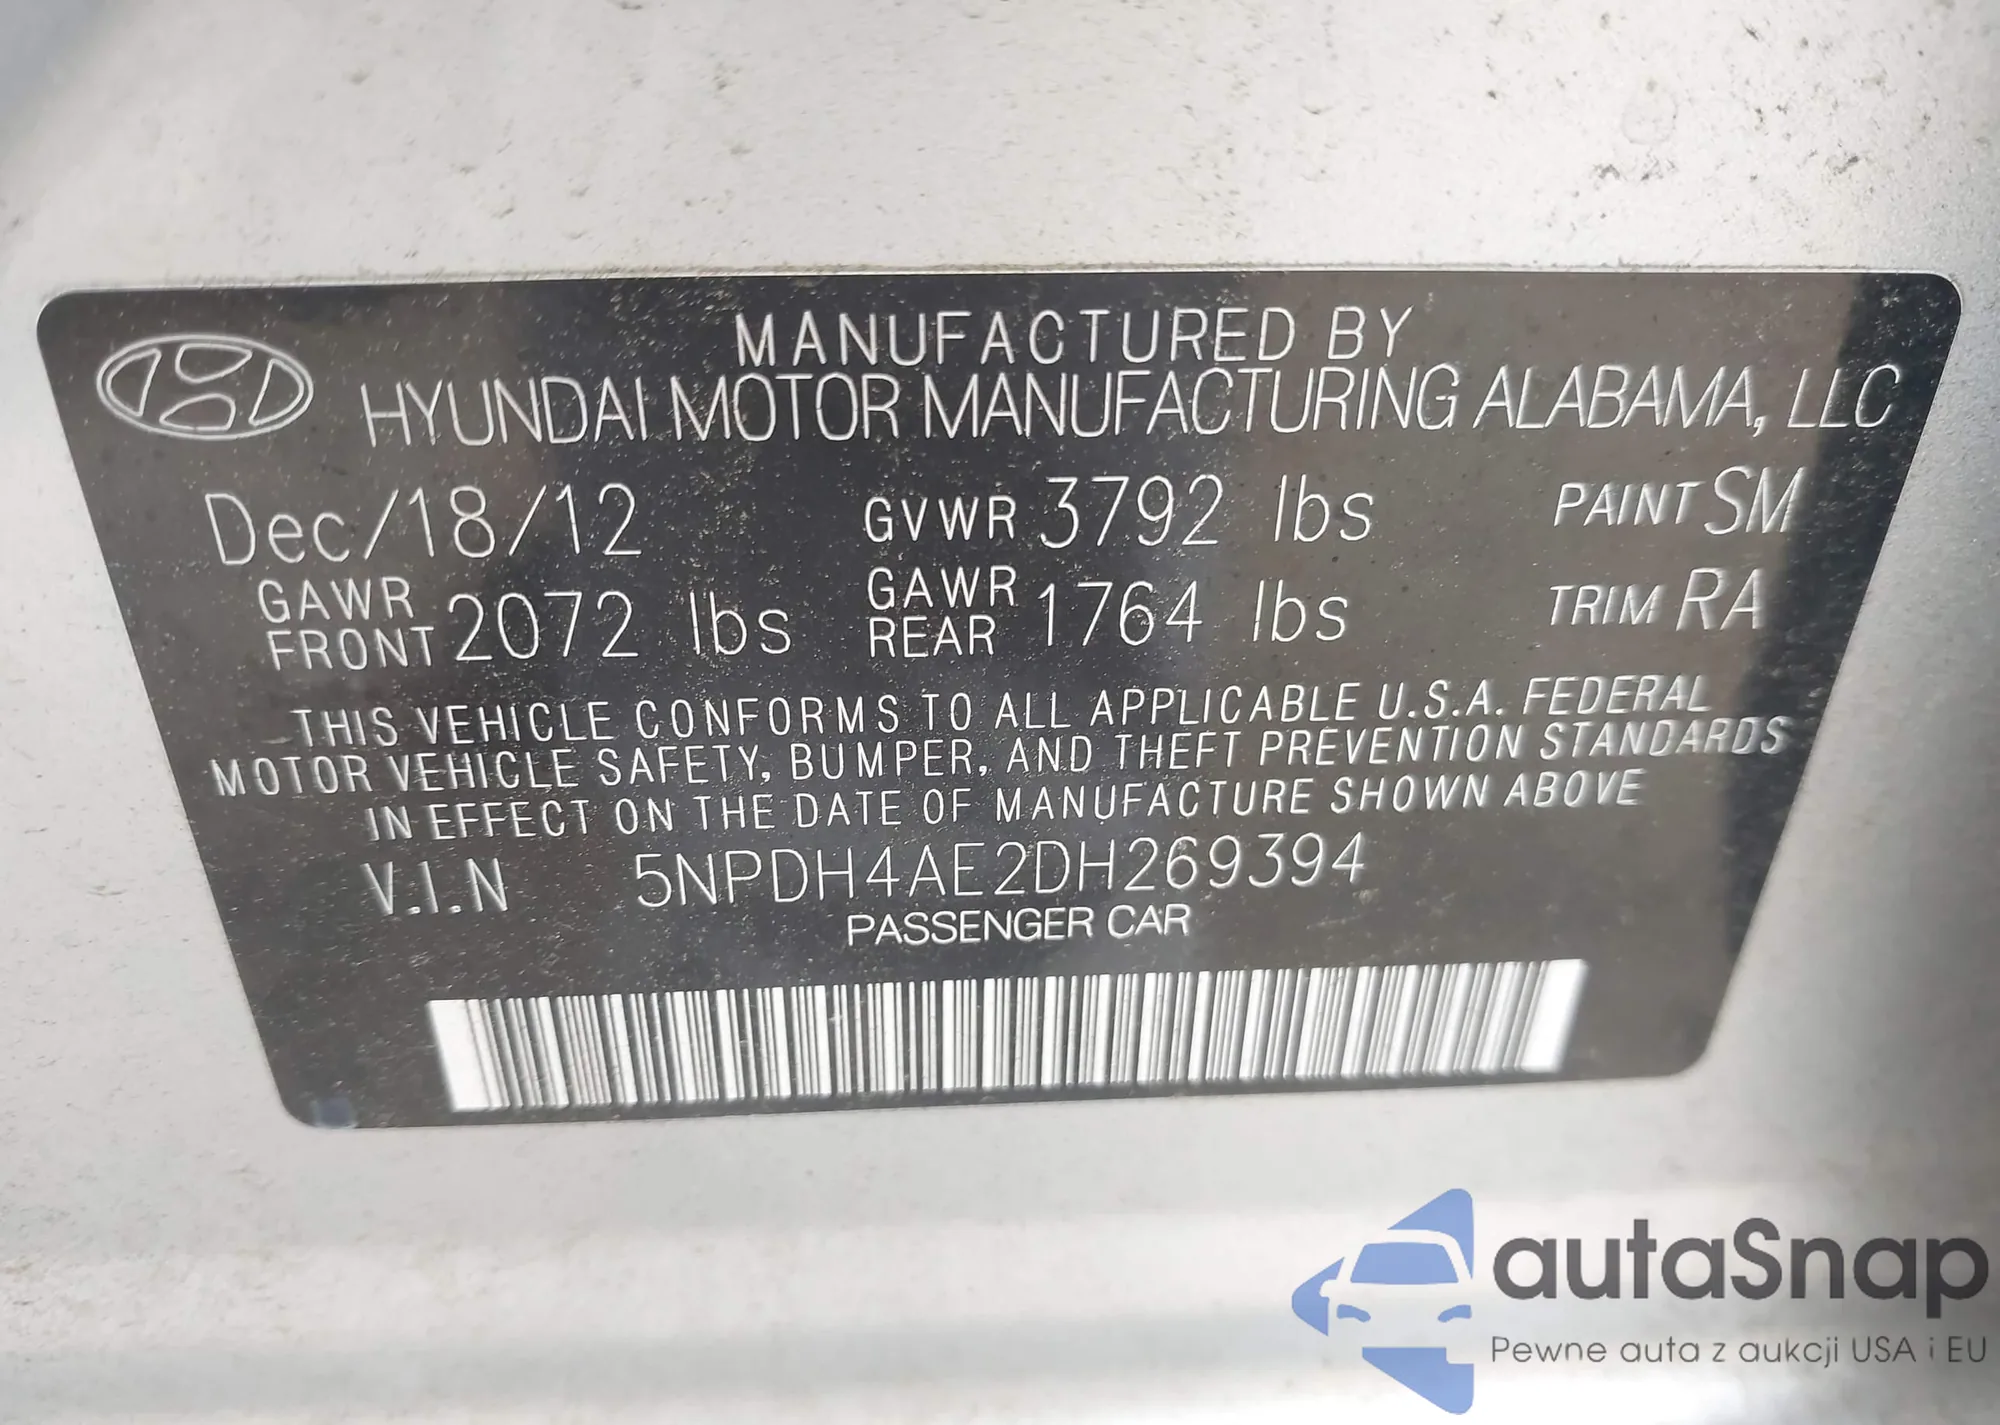 MANUFACTURED BY
HYUNDAI MOTOR MANUFACTURING ALABAMA, LLC
Dec/18/12 GVWR 3792 lbs PAINT SM
GAWR FRONT 2072 lbs GAWR REAR 1764 lbs TRIM RA
THIS VEHICLE CONFORMS TO ALL APPLICABLE U.S.A. FEDERAL
MOTOR VEHICLE SAFETY, BUMPER, AND THEFT PREVENTION STANDARDS
IN EFFECT ON THE DATE OF MANUFACTURE SHOWN ABOVE
V.I.N 5NPDH4AE2DH269394
PASSENGER CAR
autaSnap
Pewne auta z aukcji USA i EU